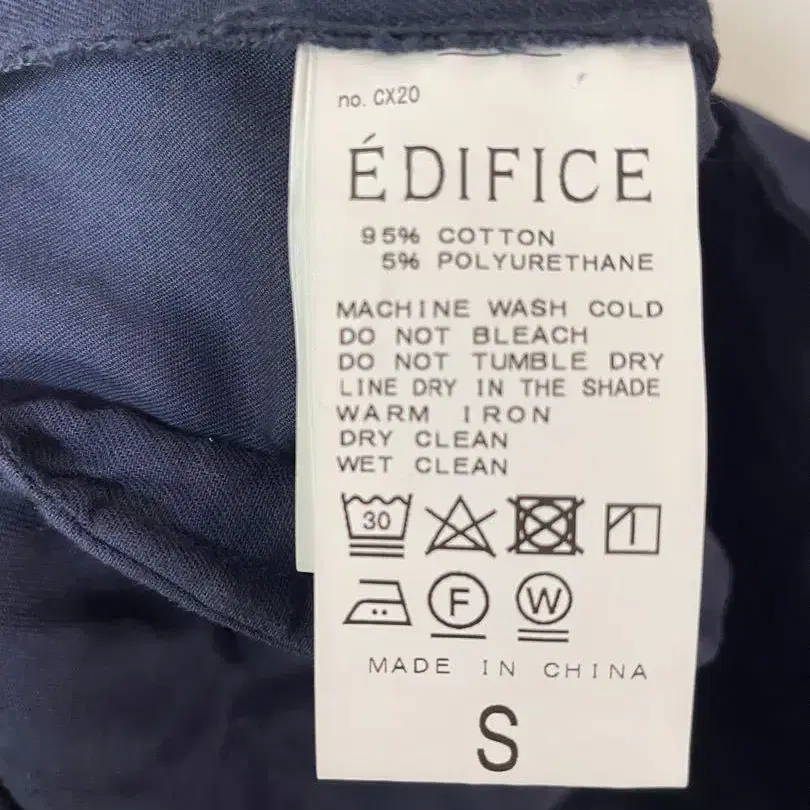 no. CX20
ÉDIFICE
95% COTTON
5% POLYURETHANE
MACHINE WASH COLD
DO NOT BLEACH
DO NOT TUMBLE DRY
LINE DRY IN THE SHADE
WARM IRON
DRY CLEAN
WET CLEAN
30
F W
MADE IN CHINA
S